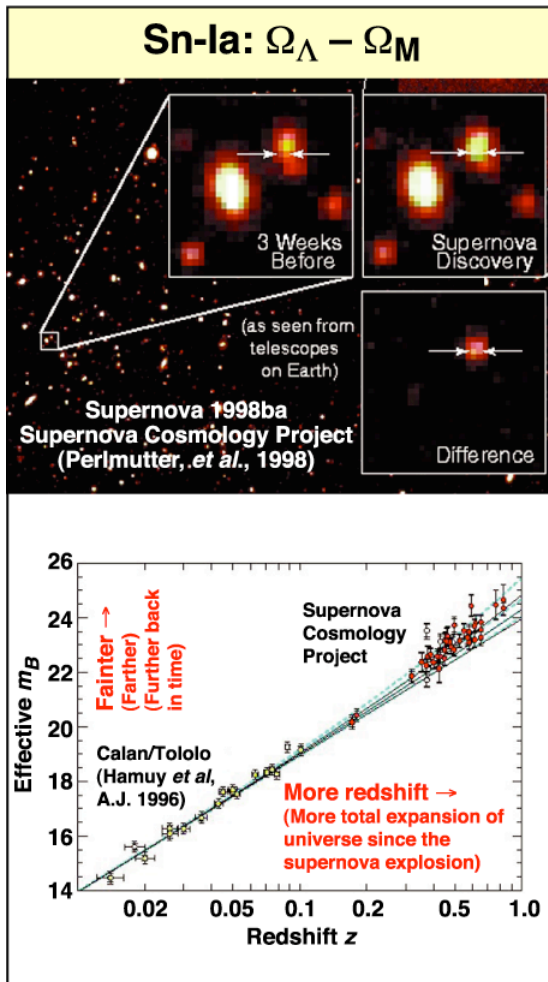 Sn-Ia: Ω_Λ – Ω_M
3 Weeks
Before
Supernova
Discovery
(as seen from
telescopes
on Earth)
Supernova 1998ba
Supernova Cosmology Project
(Perlmutter, et al., 1998)
Difference
26
24
22
20
18
16
14
Effective m_B
Fainter →
(Farther)
(Further back
in time)
Supernova
Cosmology
Project
Calan/Tololo
(Hamuy et al,
A.J. 1996)
More redshift →
(More total expansion of
universe since the
supernova explosion)
0.02 0.05 0.1 0.2 0.5 1.0
Redshift z